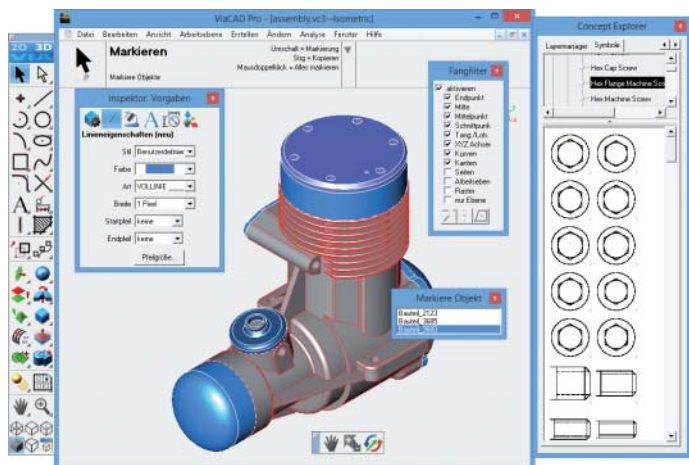 ViaCAD Pro - [assembly.vc3--Isometric]
Datei Bearbeiten Ansicht Arbeitsebene Erstellen Ändern Analyse Fenster Hilfe
2D 3D
Markieren
Markiere Objekte
Umschalt = Markierung
Strg = Kopieren
Mausdoppelklick = Alles markieren
Inspektor: Vorgaben
Linieneigenschaften (neu)
Stil Benutzerdefinier
Farbe
Art VOLLINIE
Breite 1 Pixel
Startpfeil keine
Endpfeil keine
Pfeilgröße...
Fangfilter
aktivieren
Endpunkt
Mitte
Mittelpunkt
Schnittpunk
Tang./Lots
XYZ Achsen
Kurven
Kanten
Seiten
Arbeitseben
Raster
nur Ebene
Markiere Objekt
Bauteil_2123
Bauteil_3685
Concept Explorer
Layermanager Symbole
Hex Cap Screw
Hex Flange Machine Scr
Hex Machine Screw